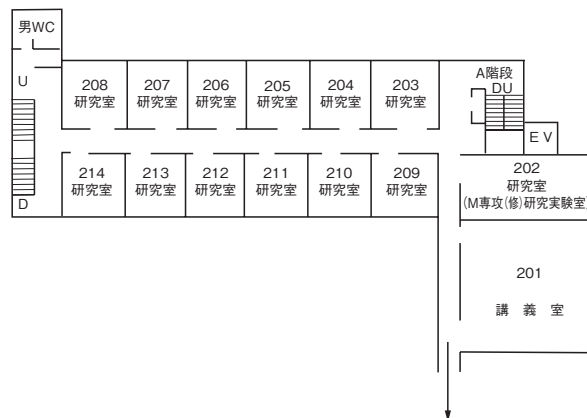 男WC
U
D
208
研究室
207
研究室
206
研究室
205
研究室
204
研究室
203
研究室
A階段
DU
EV
214
研究室
213
研究室
212
研究室
211
研究室
210
研究室
209
研究室
202
研究室
(M専攻(修)研究実験室)
201
講義室